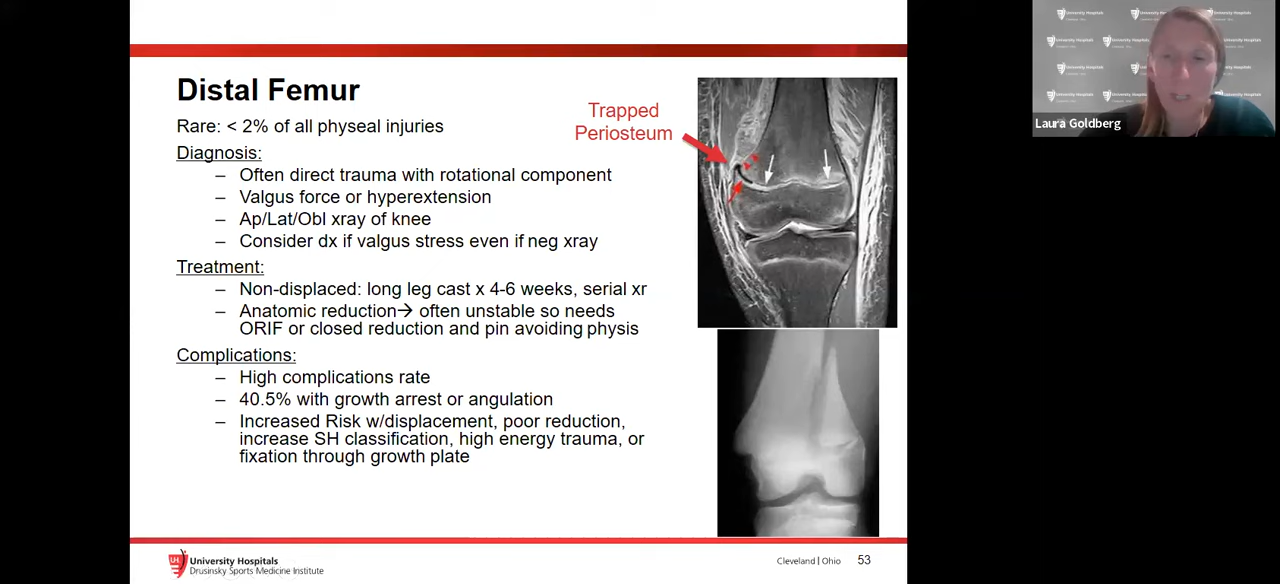 Distal Femur
Rare: < 2% of all physeal injuries
Diagnosis:
– Often direct trauma with rotational component
– Valgus force or hyperextension
– Ap/Lat/Obl xray of knee
– Consider dx if valgus stress even if neg xray
Treatment:
– Non-displaced: long leg cast x 4-6 weeks, serial xr
– Anatomic reduction→ often unstable so needs
ORIF or closed reduction and pin avoiding physis
Complications:
– High complications rate
– 40.5% with growth arrest or angulation
– Increased Risk w/displacement, poor reduction,
increase SH classification, high energy trauma, or
fixation through growth plate
Trapped
Periosteum
UH
University Hospitals
Drusinsky Sports Medicine Institute
Cleveland | Ohio
53
Laura Goldberg